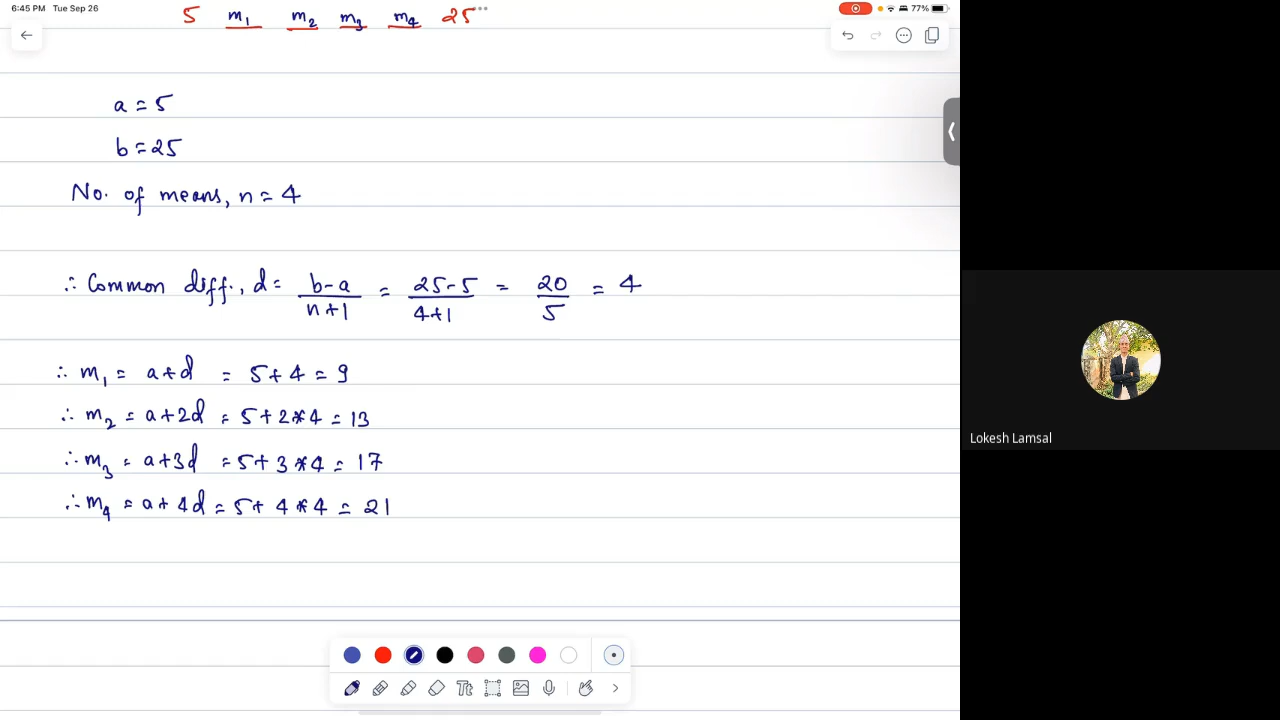 6:45 PM Tue Sep 26
77%
5 m₁ m₂ m₃ m₄ 25
a = 5
b = 25
No. of means, n = 4
∴ Common diff., d = b-a/n+1 = 25-5/4+1 = 20/5 = 4
∴ m₁ = a+d = 5+4 = 9
∴ m₂ = a+2d = 5+2*4 = 13
∴ m₃ = a+3d = 5+3*4 = 17
∴ m₄ = a+4d = 5+4*4 = 21
Tt
Lokesh Lamsal